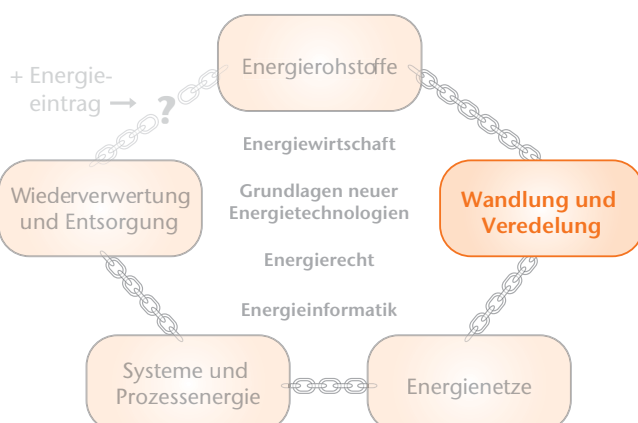 Energierohstoffe
+ Energie-
eintrag → ?
Energiewirtschaft
Wiederverwertung
und Entsorgung
Grundlagen neuer
Energietechnologien
Wandlung und
Veredelung
Energierecht
Energieinformatik
Systeme und
Prozessenergie
Energienetze